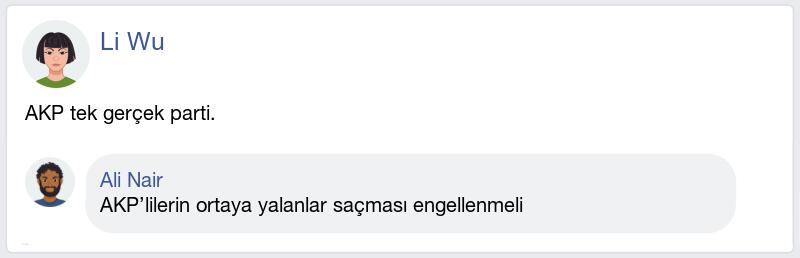 Li Wu
AKP tek gerçek parti.
Ali Nair
AKP’lilerin ortaya yalanlar saçması engellenmeli